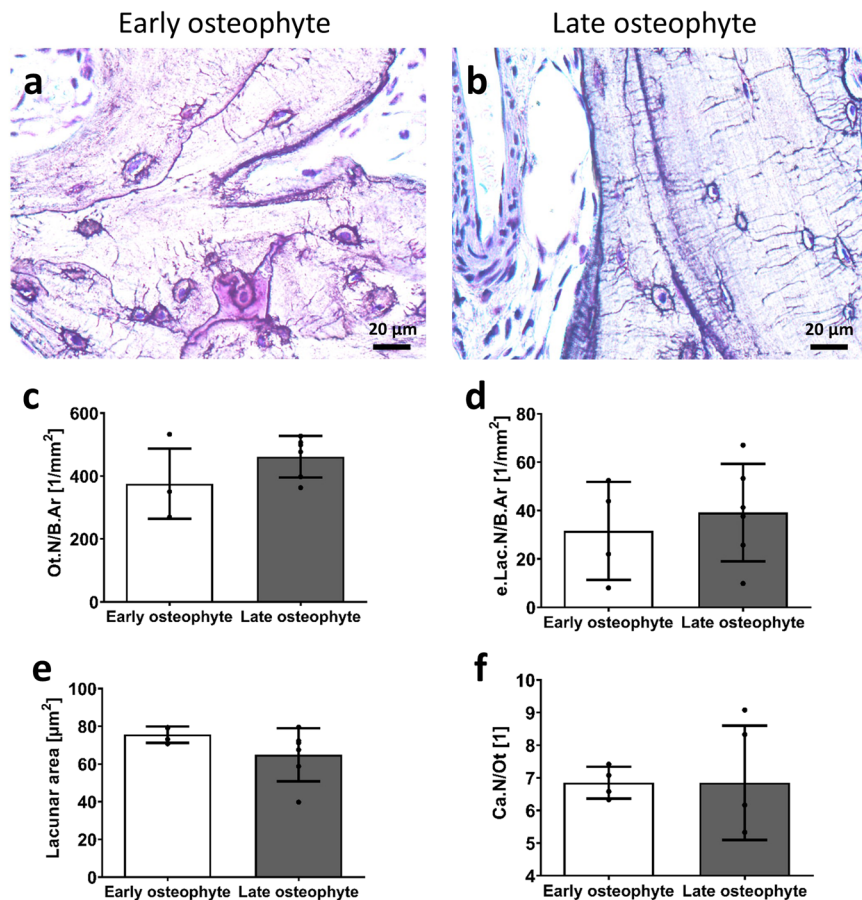 Early osteophyte
Late osteophyte
a
b
20 µm
20 µm
c
d
Ot.N/B.Ar [1/mm²]
600
400
200
0
Early osteophyte Late osteophyte
e.Lac.N/B.Ar [1/mm²]
80
60
40
20
0
Early osteophyte Late osteophyte
e
f
Lacunar area [µm²]
100
80
60
40
20
0
Early osteophyte Late osteophyte
Ca.N/Ot [1]
10
9
8
7
6
5
4
Early osteophyte Late osteophyte